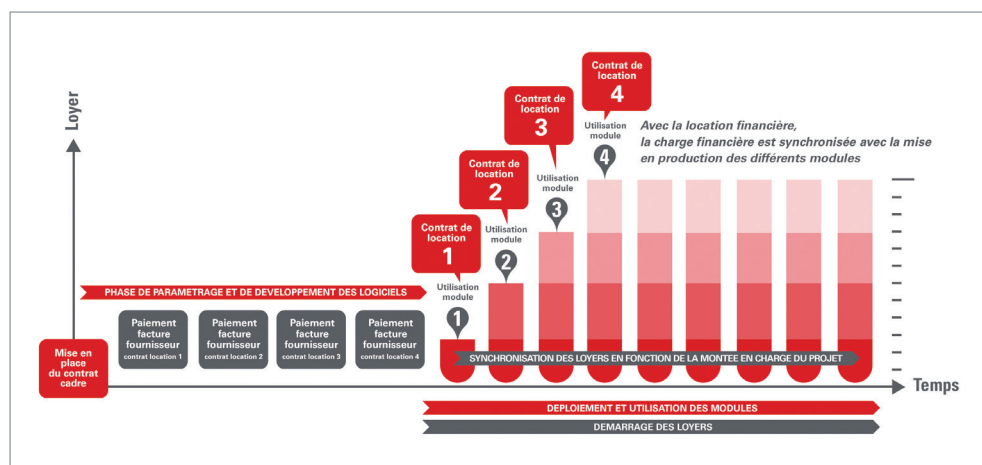 Loyer
Contrat de
location
4
Utilisation
module
4
Contrat de
location
3
Utilisation
module
3
Contrat de
location
2
Utilisation
module
2
Contrat de
location
1
Utilisation
module
1
Avec la location financière,
la charge financière est synchronisée avec la mise
en production des différents modules
PHASE DE PARAMETRAGE ET DE DEVELOPPEMENT DES LOGICIELS
Paiement
facture
fournisseur
contrat location 1
Paiement
facture
fournisseur
contrat location 2
Paiement
facture
fournisseur
contrat location 3
Paiement
facture
fournisseur
contrat location 4
Mise en
place
du contrat
cadre
SYNCHRONISATION DES LOYERS EN FONCTION DE LA MONTEE EN CHARGE DU PROJET
Temps
DEPLOIEMENT ET UTILISATION DES MODULES
DEMARRAGE DES LOYERS